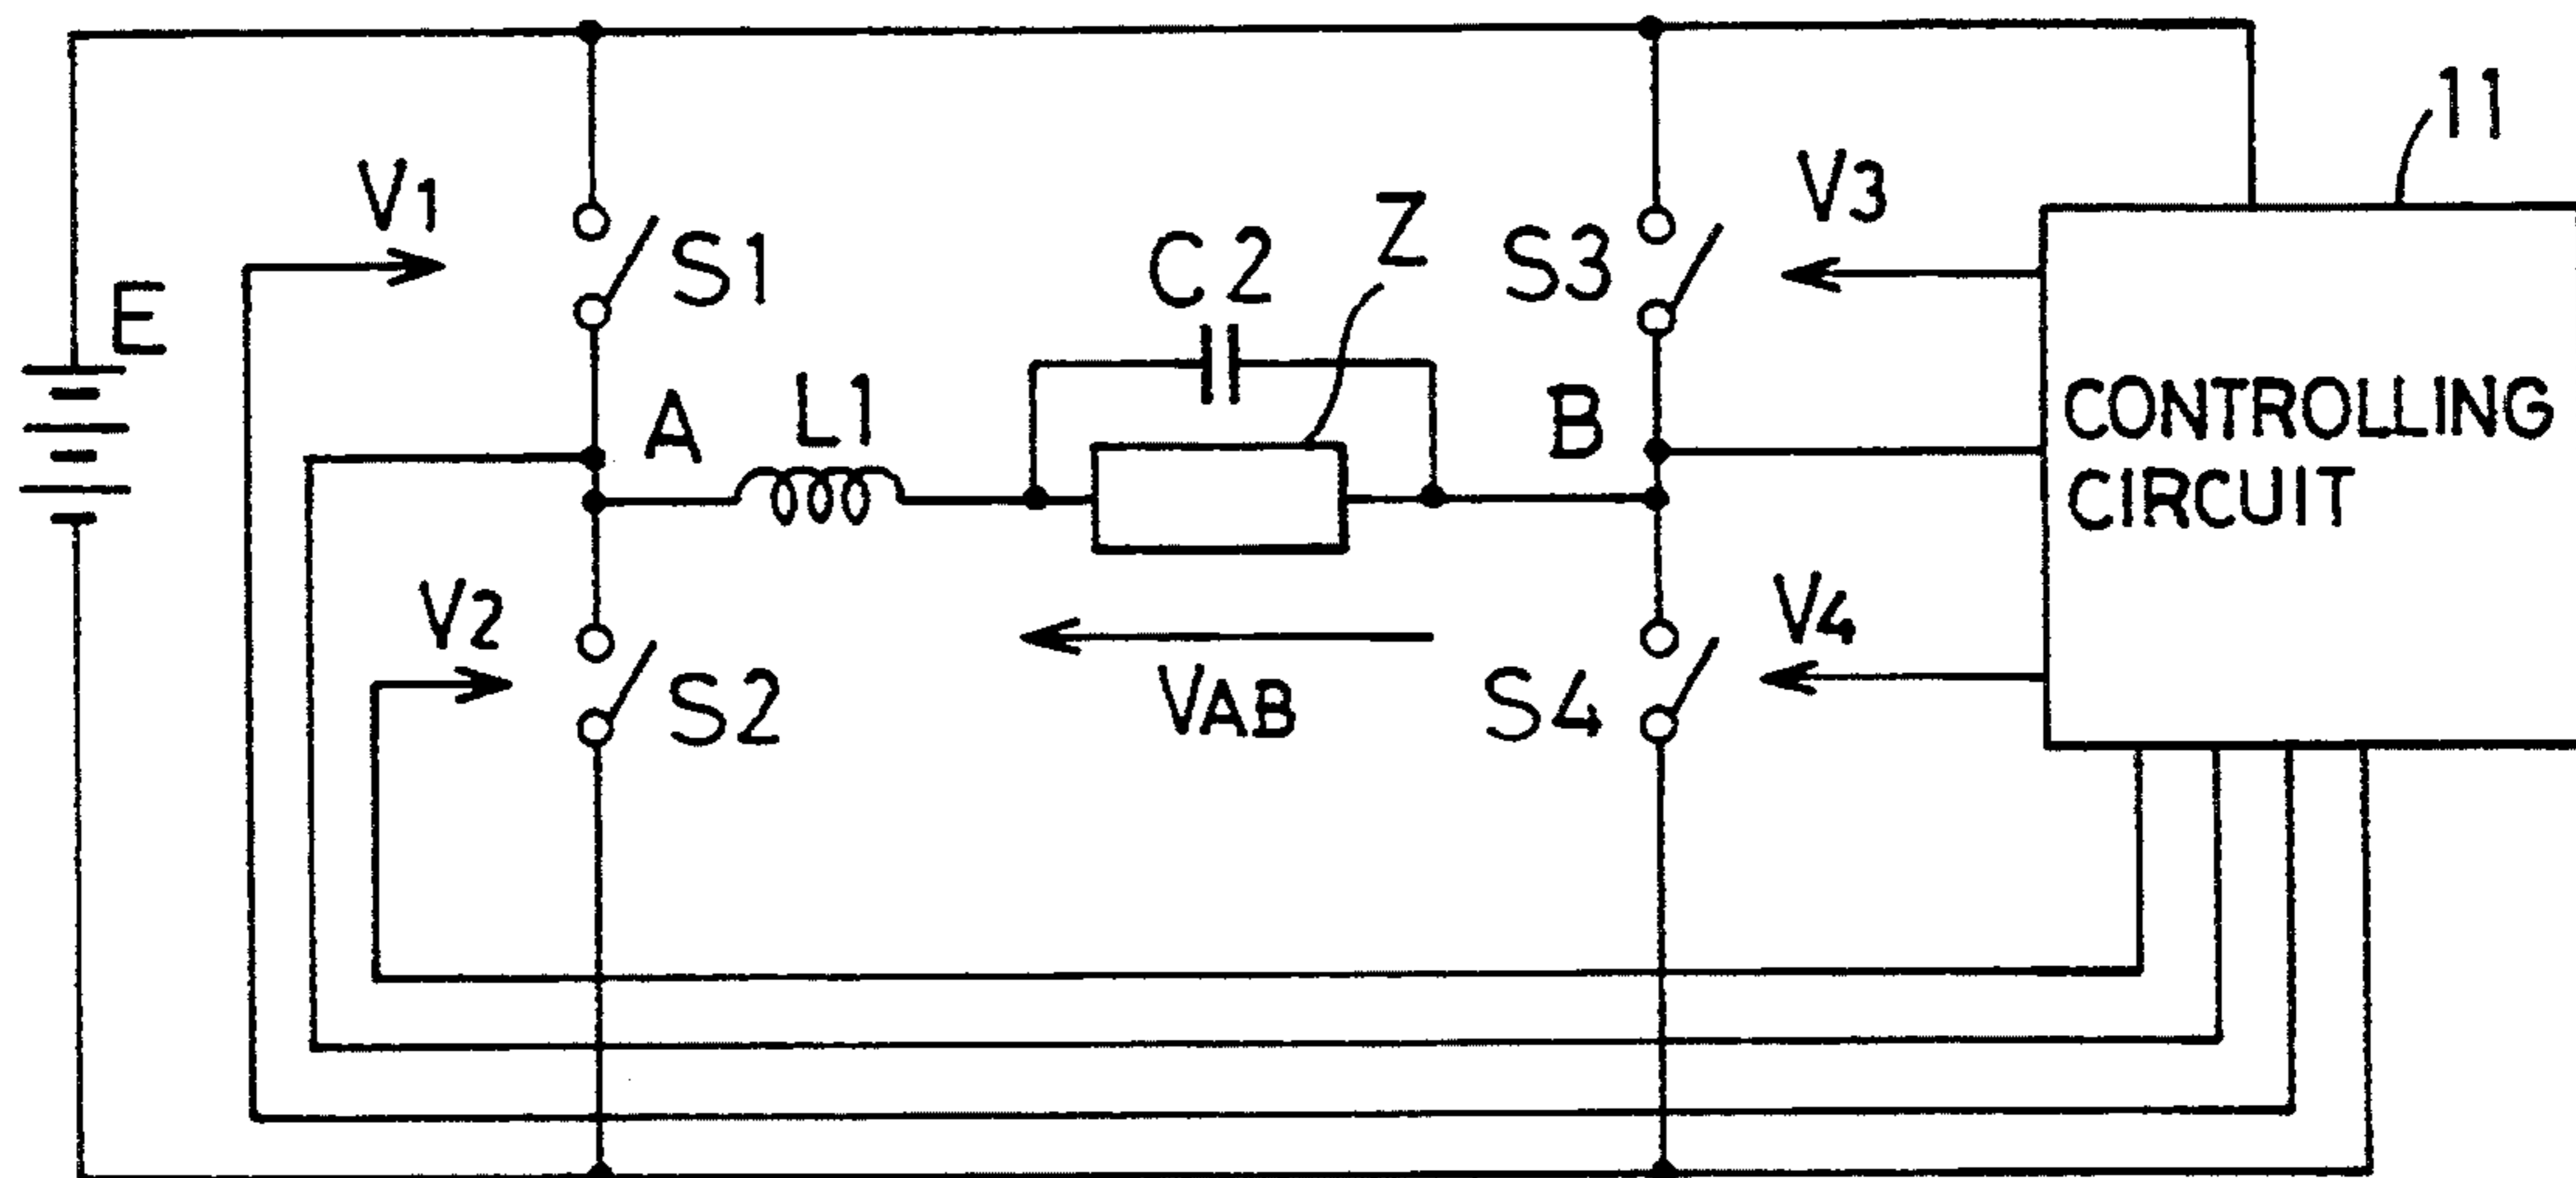 11
V1
V3
Z
S1
C2
S3
E
CONTROLLING
CIRCUIT
A
L1
B
V2
V4
S2
VAB
S4